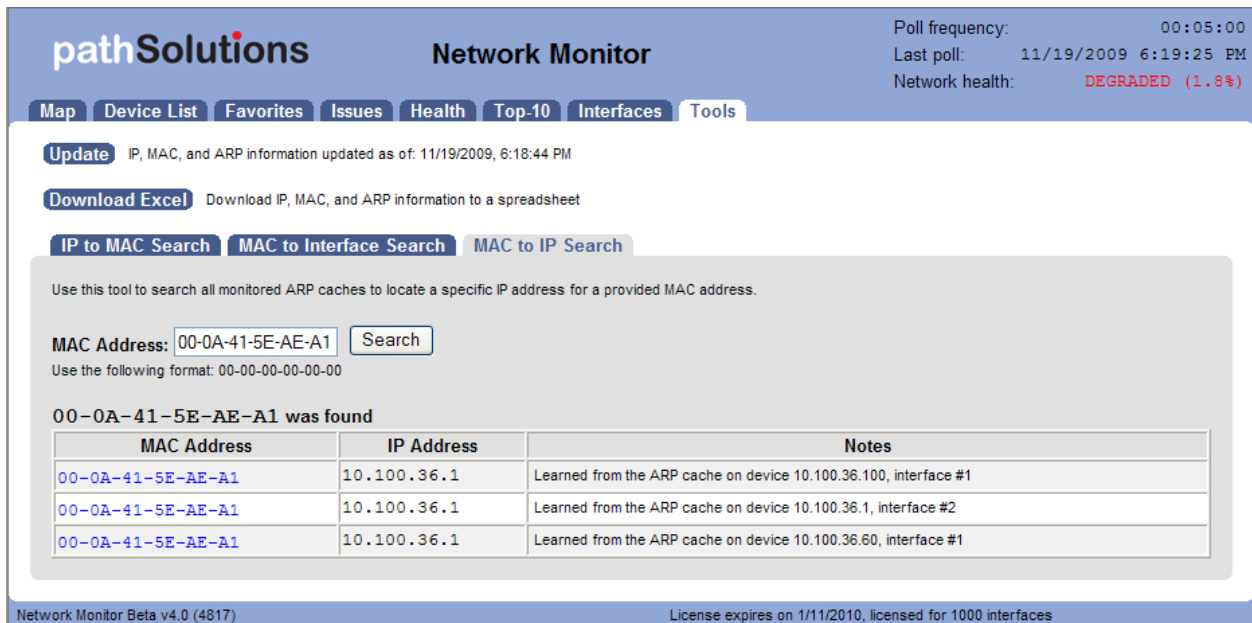 pathSolutions
Network Monitor
Poll frequency: 00:05:00
Last poll: 11/19/2009 6:19:25 PM
Network health: DEGRADED (1.8%)
Map Device List Favorites Issues Health Top-10 Interfaces Tools
Update IP, MAC, and ARP information updated as of: 11/19/2009, 6:18:44 PM
Download Excel Download IP, MAC, and ARP information to a spreadsheet
IP to MAC Search MAC to Interface Search MAC to IP Search
Use this tool to search all monitored ARP caches to locate a specific IP address for a provided MAC address.
MAC Address: 00-0A-41-5E-AE-A1 Search
Use the following format: 00-00-00-00-00-00
00-0A-41-5E-AE-A1 was found
MAC Address IP Address Notes
00-0A-41-5E-AE-A1 10.100.36.1 Learned from the ARP cache on device 10.100.36.100, interface #1
00-0A-41-5E-AE-A1 10.100.36.1 Learned from the ARP cache on device 10.100.36.1, interface #2
00-0A-41-5E-AE-A1 10.100.36.1 Learned from the ARP cache on device 10.100.36.60, interface #1
Network Monitor Beta v4.0 (4817) License expires on 1/11/2010, licensed for 1000 interfaces